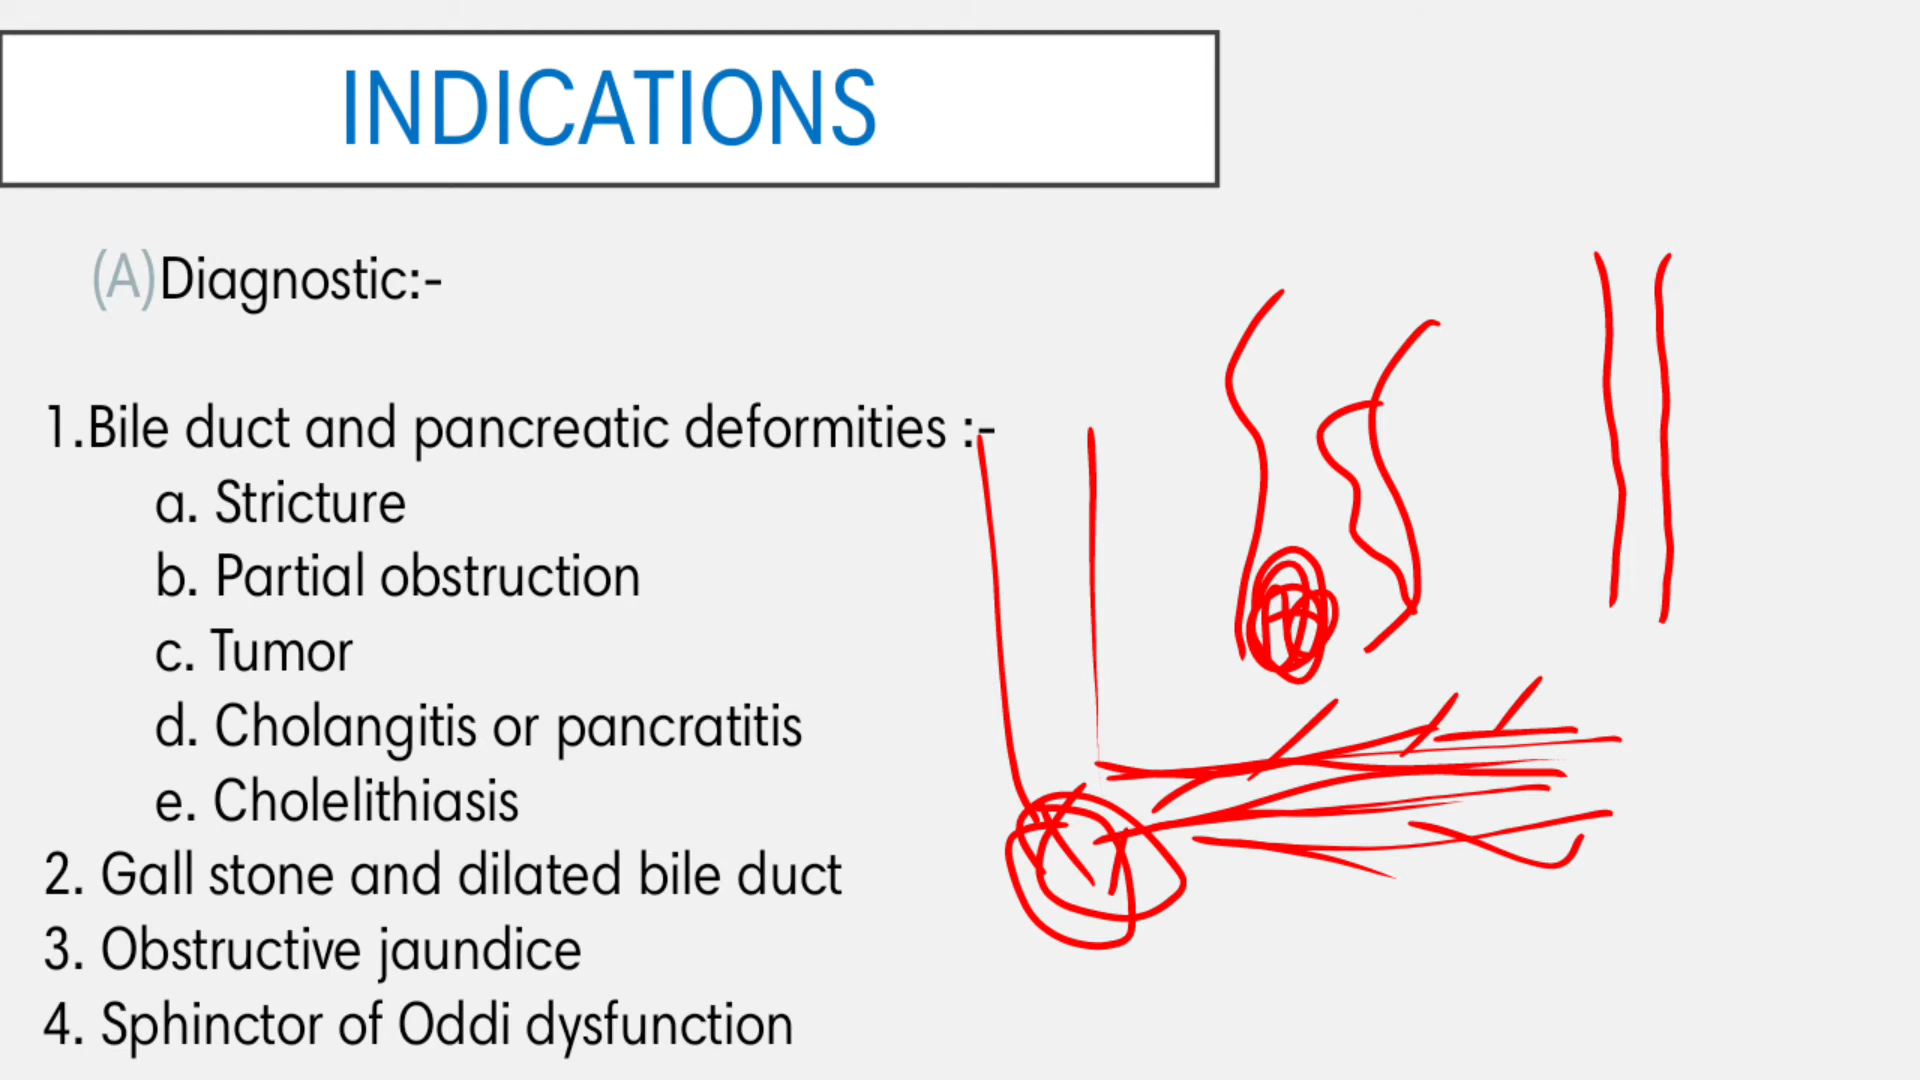 INDICATIONS
(A)Diagnostic:-
1.Bile duct and pancreatic deformities :-
a. Stricture
b. Partial obstruction
c. Tumor
d. Cholangitis or pancratitis
e. Cholelithiasis
2. Gall stone and dilated bile duct
3. Obstructive jaundice
4. Sphinctor of Oddi dysfunction